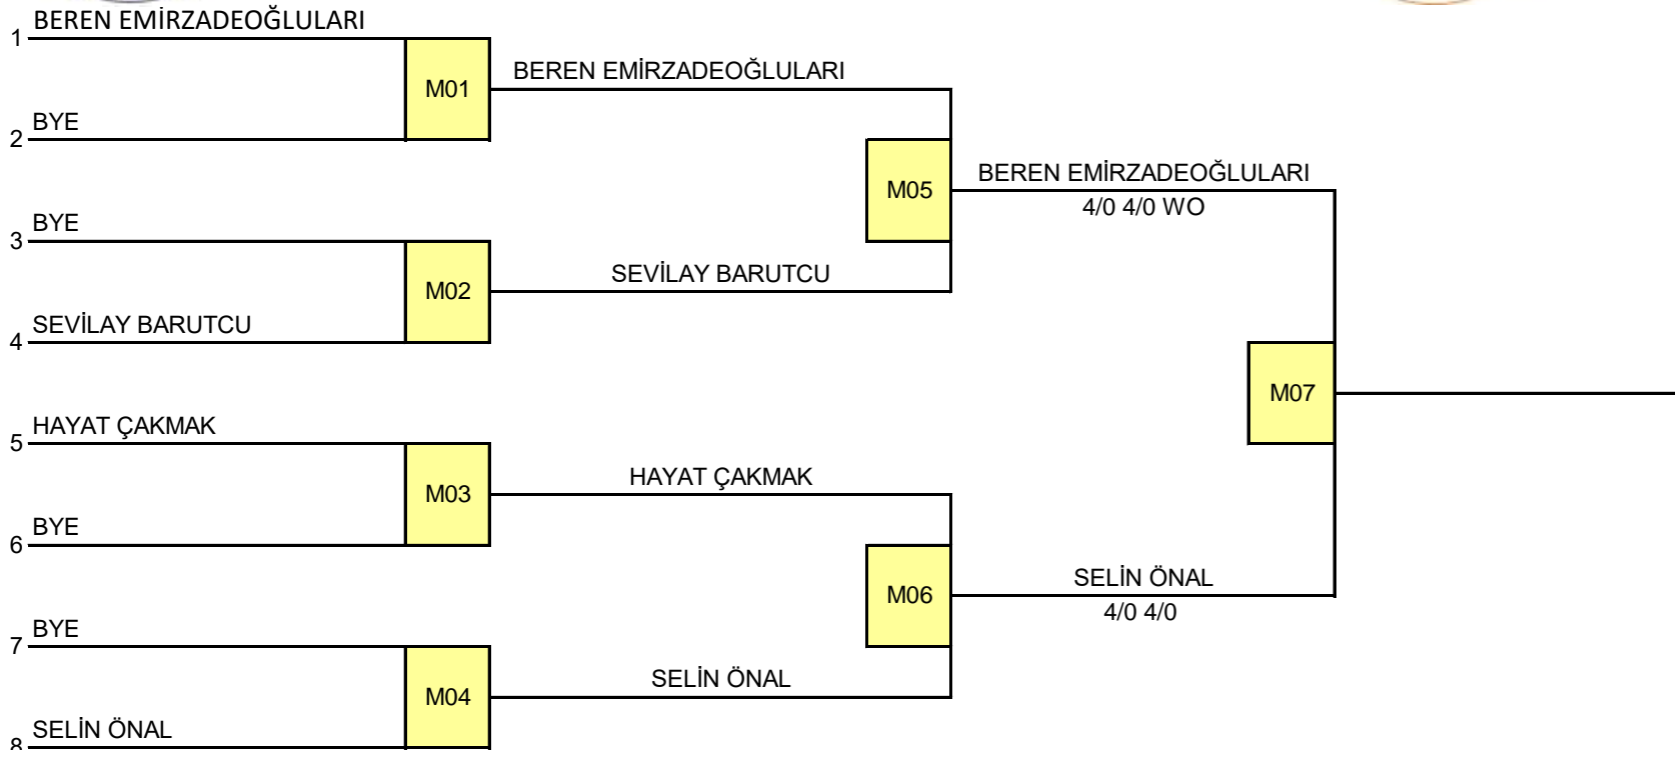 BEREN EMİRZADEOĞLULARI
1
M01
BEREN EMİRZADEOĞLULARI
BYE
2
M05
BEREN EMİRZADEOĞLULARI
4/0 4/0 WO
BYE
3
M02
SEVİLAY BARUTCU
SEVİLAY BARUTCU
4
M07
HAYAT ÇAKMAK
5
M03
HAYAT ÇAKMAK
BYE
6
M06
SELİN ÖNAL
4/0 4/0
BYE
7
M04
SELİN ÖNAL
SELİN ÖNAL
8